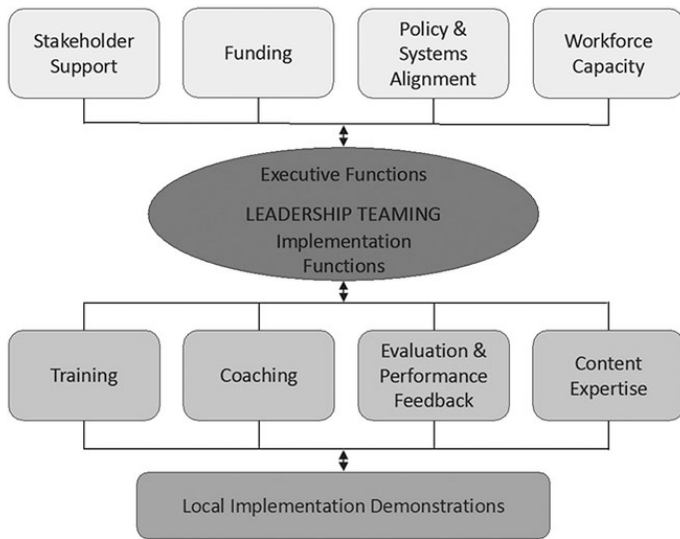 Stakeholder
Support
Funding
Policy &
Systems
Alignment
Workforce
Capacity
Executive Functions
LEADERSHIP TEAMING
Implementation
Functions
Training
Coaching
Evaluation &
Performance
Feedback
Content
Expertise
Local Implementation Demonstrations